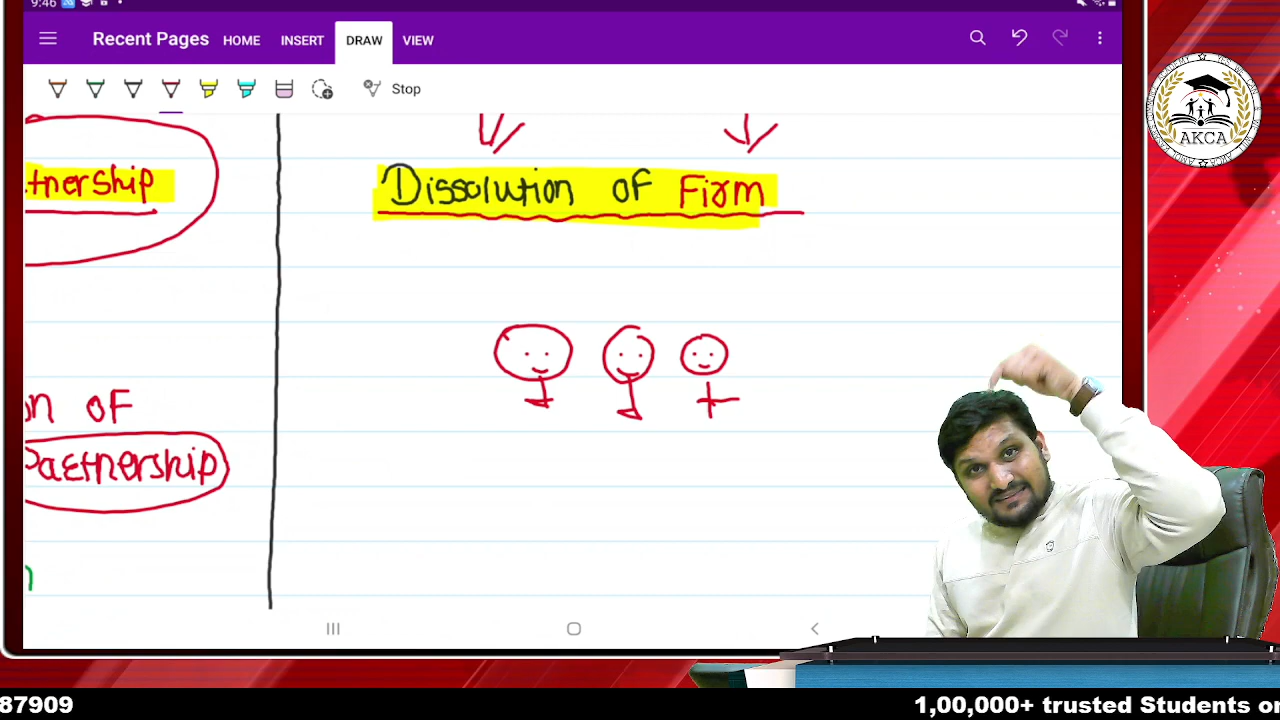 9:46
Recent Pages HOME INSERT DRAW VIEW
Stop
tnership
Dissolution of Firm
n of
Partnership
n
AKCA
87909
1,00,000+ trusted Students on